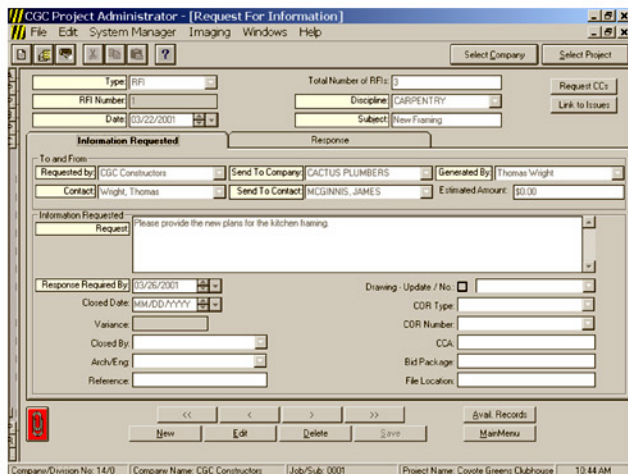 CGC Project Administrator - [Request For Information]
File Edit System Manager Imaging Windows Help
Select Company Select Project
Type: RFI Total Number of RFIs: 3 Request CCs
RFI Number: 1 Discipline: CARPENTRY Link to Issues
Date: 03/22/2001 Subject: New Framing
Information Requested Response
To and From
Requested by: CGC Constructors Send To Company: CACTUS PLUMBERS Generated By: Thomas Wright
Contact: Wright, Thomas Send To Contact: MCGINNIS, JAMES Estimated Amount: $0.00
Information Requested
Request: Please provide the new plans for the kitchen framing.
Response Required By: 03/26/2001 Drawing - Update / No.:
Closed Date: MM/DD/YYYY COR Type:
Variance: COR Number:
Closed By: CCA:
Arch/Eng: Bid Package:
Reference: File Location:
<< < > >> Avail. Records
New Edit Delete Save MainMenu
Company/Division No: 14/0 Company Name: CGC Constructors Job/Sub: 0001 Project Name: Coyote Greens Clubhouse 10:44 AM